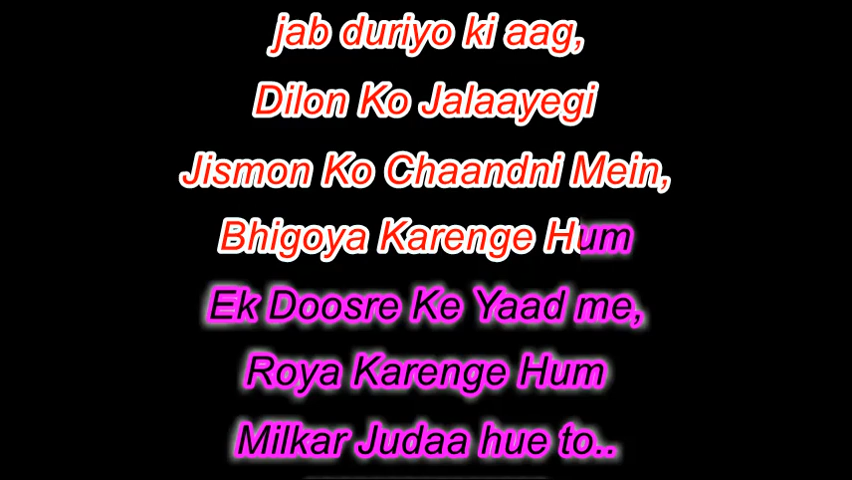 jab duriyo ki aag,
Dilon Ko Jalaayegi
Jismon Ko Chaandni Mein,
Bhigoya Karenge Hum
Ek Doosre Ke Yaad me,
Roya Karenge Hum
Milkar Judaa hue to..